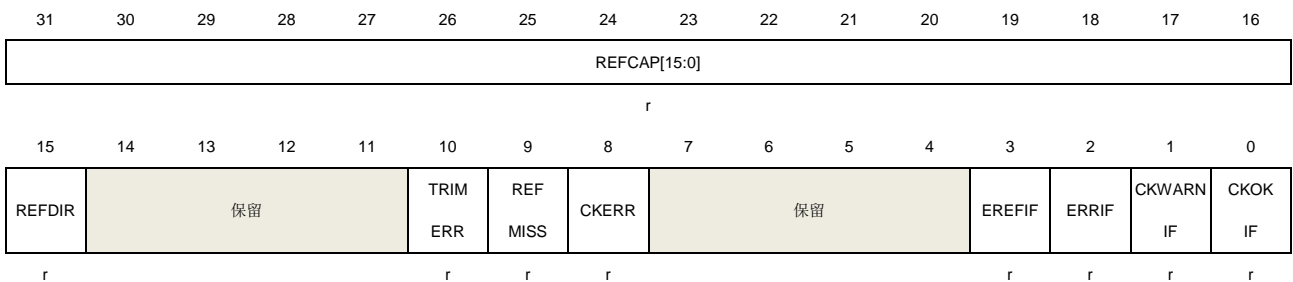 31 30 29 28 27 26 25 24 23 22 21 20 19 18 17 16
REFCAP[15:0]
r
15 14 13 12 11 10 9 8 7 6 5 4 3 2 1 0
REFDIR 保留 TRIM ERR REF MISS CKERR 保留 EREFIF ERRIF CKWARN IF CKOK IF
r r r r r r r r